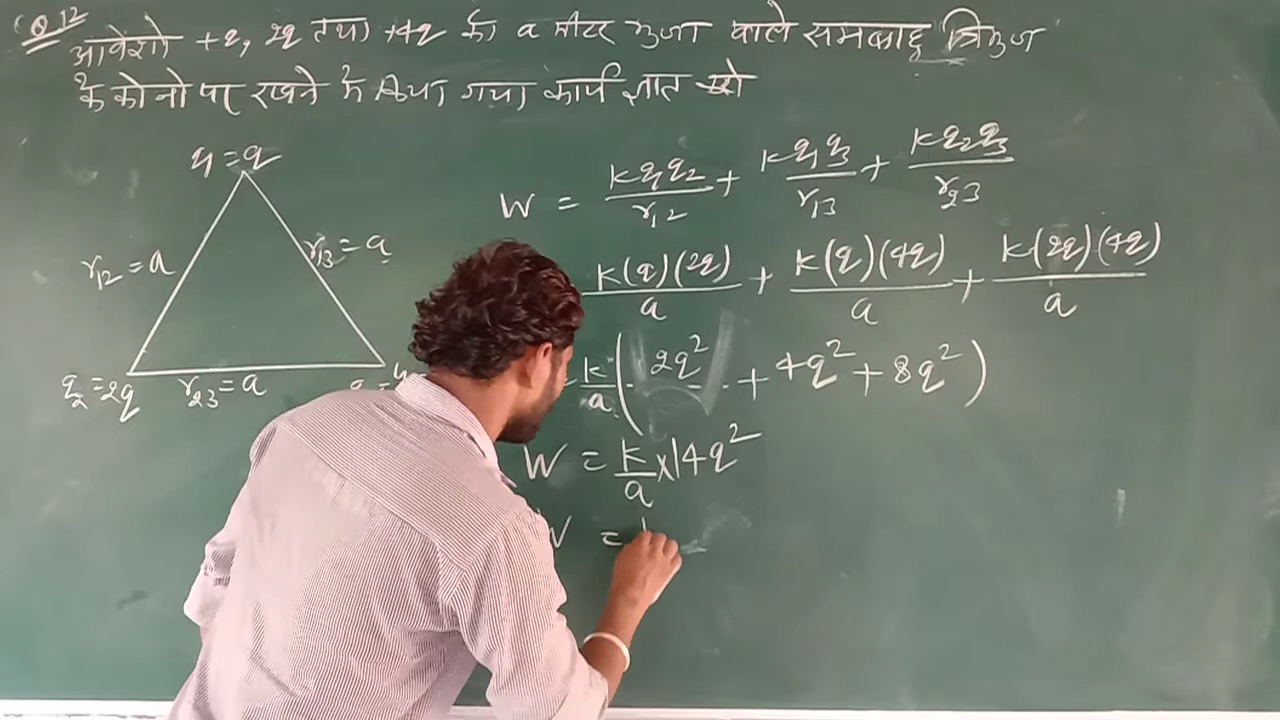 Q.12 आवेशो +q, 2q तथा +4q को a मीटर भुजा वाले समबाहु त्रिभुज
के कोनो पर रखने में किया गया कार्य ज्ञात करो
q₁ = q
r₁₂ = a
r₁₃ = a
q₂ = 2q
r₂₃ = a
W = kq₁q₂/r₁₂ + kq₁q₃/r₁₃ + kq₂q₃/r₂₃
k(q)(2q)/a + k(q)(4q)/a + k(2q)(4q)/a
= k/a (2q² + 4q² + 8q²)
W = k/a x 14q²
W =